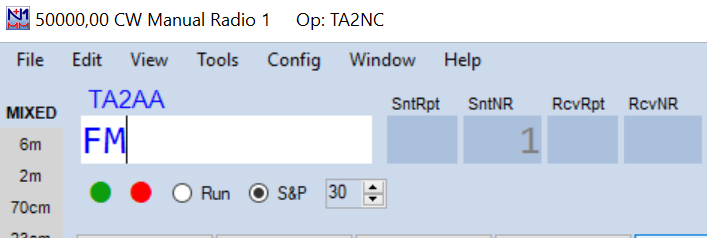 50000,00 CW Manual Radio 1 Op: TA2NC
File Edit View Tools Config Window Help
TA2AA
SntRpt SntNR RcvRpt RcvNR
MIXED
FM
1
6m
2m
Run S&P 30
70cm
23cm